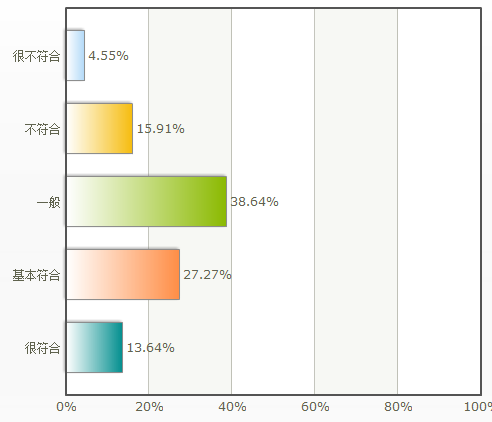 很不符合 4.55%
不符合 15.91%
一般 38.64%
基本符合 27.27%
很符合 13.64%
0% 20% 40% 60% 80% 100%